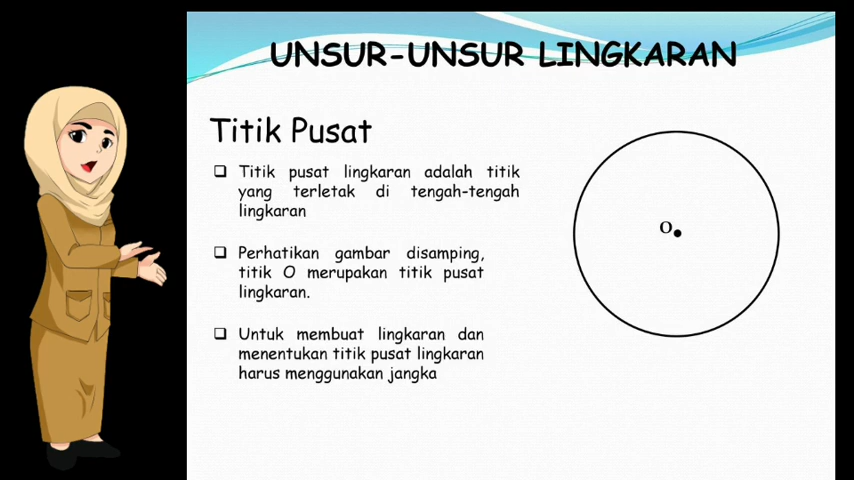 UNSUR-UNSUR LINGKARAN
Titik Pusat
Titik pusat lingkaran adalah titik
yang terletak di tengah-tengah
lingkaran
Perhatikan gambar disamping,
titik O merupakan titik pusat
lingkaran.
Untuk membuat lingkaran dan
menentukan titik pusat lingkaran
harus menggunakan jangka
O